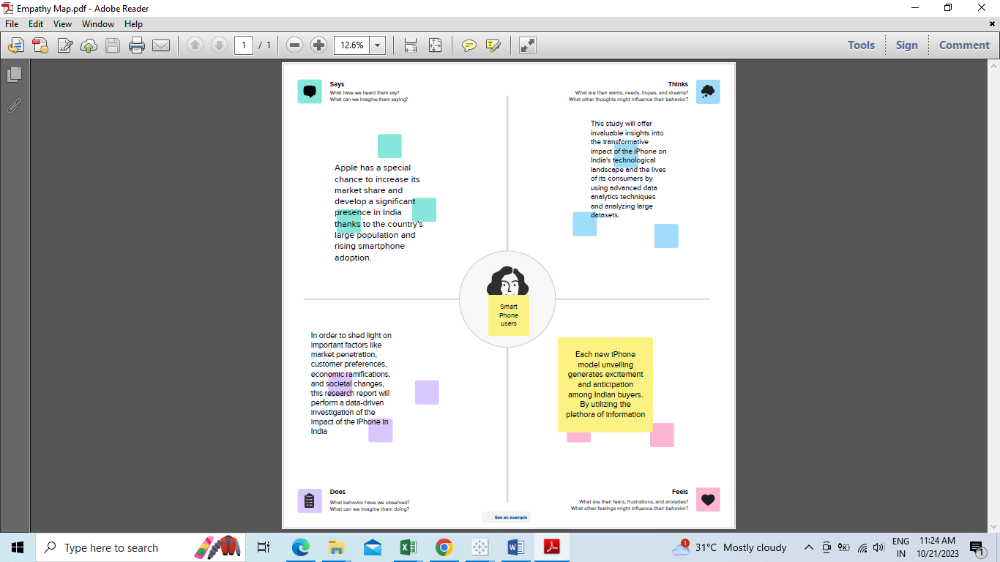 Empathy Map.pdf - Adobe Reader
File Edit View Window Help
1 / 1
12.6%
Tools
Sign
Comment
Says
What have we heard them say?
What can we imagine them saying?
Thinks
What are their wants, needs, hopes, and dreams?
What other thoughts might influence their behavior?
Apple has a special
chance to increase its
market share and
develop a significant
presence in India
thanks to the country's
large population and
rising smartphone
adoption.
This study will offer
invaluable insights into
the transformative
impact of the iPhone on
India's technological
landscape and the lives
of its consumers by
using advanced data
analytics techniques
and analyzing large
datasets.
Smart
Phone
users
In order to shed light on
important factors like
market penetration,
customer preferences,
economic ramifications,
and societal changes,
this research report will
perform a data-driven
investigation of the
impact of the iPhone in
India
Each new iPhone
model unveiling
generates excitement
and anticipation
among Indian buyers.
By utilizing the
plethora of information
Does
What behavior have we observed?
What can we imagine them doing?
Feels
What are their fears, frustrations, and anxieties?
What other feelings might influence their behavior?
See an example
Type here to search
1
31°C Mostly cloudy
ENG
IN
11:24 AM
10/21/2023
1